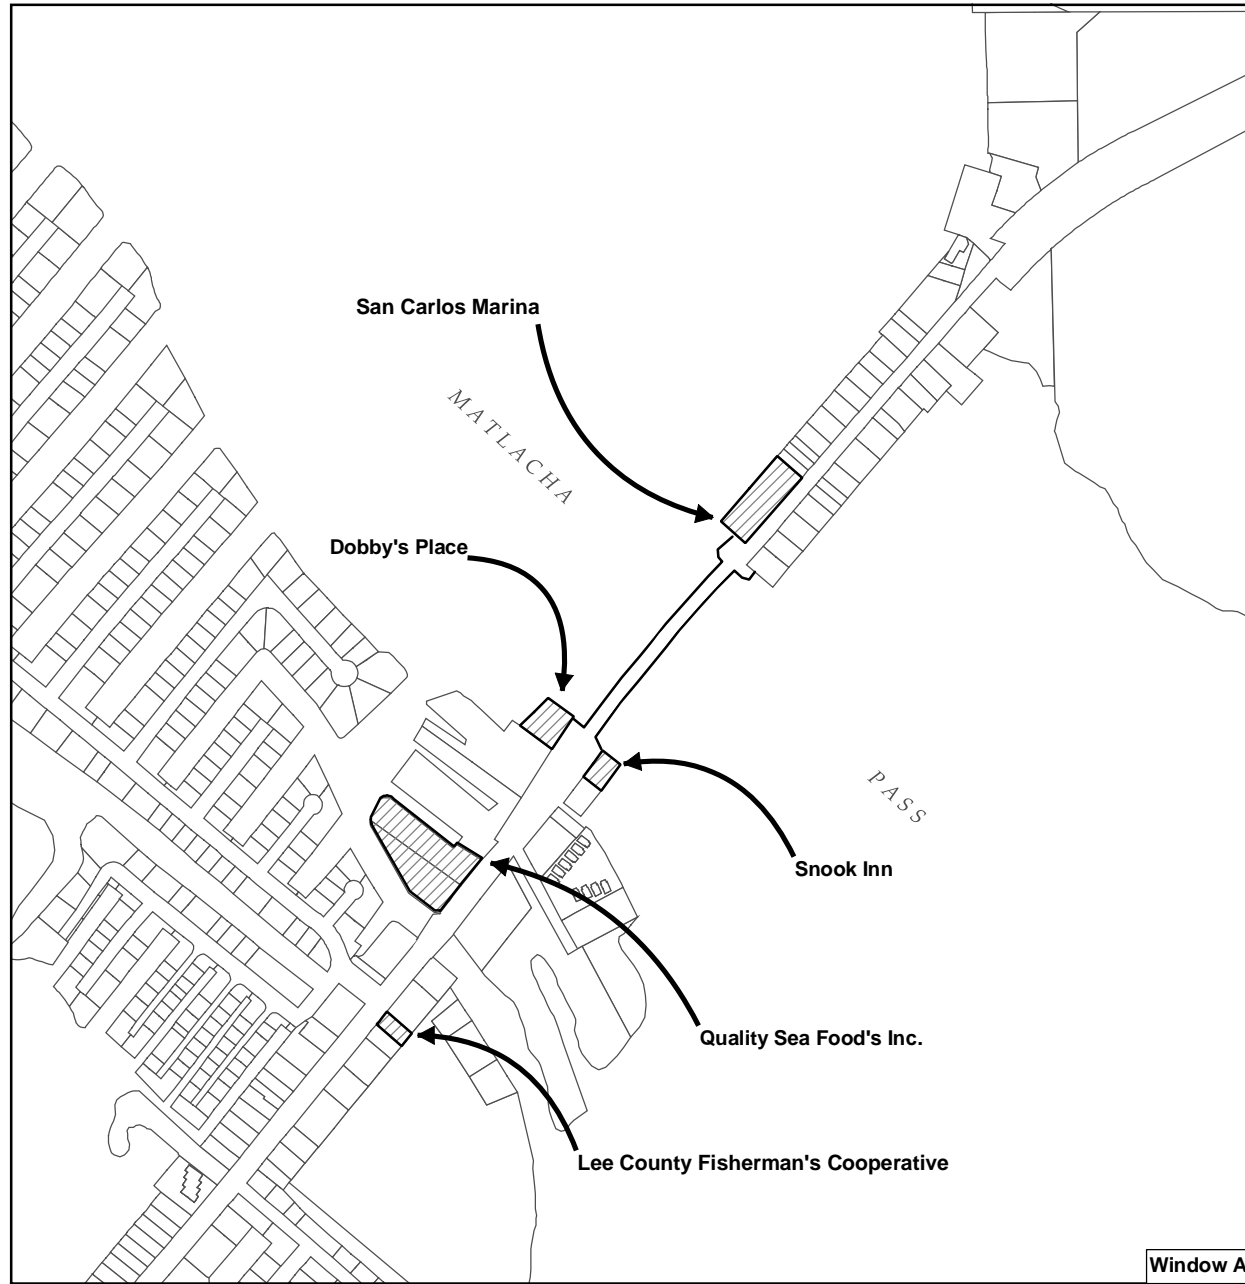 San Carlos Marina
MATLACHA
Dobby's Place
PASS
Snook Inn
Quality Sea Food's Inc.
Lee County Fisherman's Cooperative
Window A